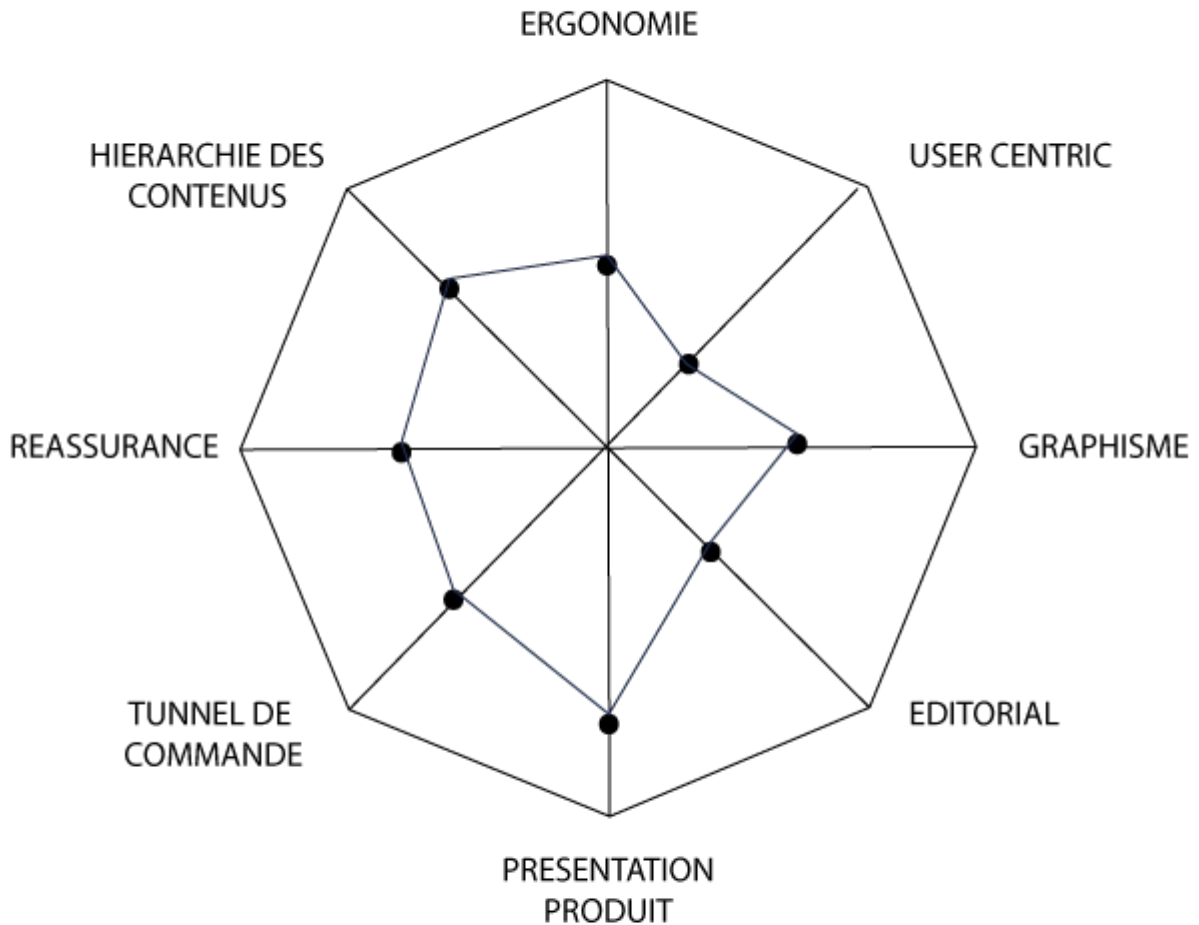 ERGONOMIE
HIERARCHIE DES
CONTENUS
USER CENTRIC
REASSURANCE
GRAPHISME
TUNNEL DE
COMMANDE
EDITORIAL
PRESENTATION
PRODUIT